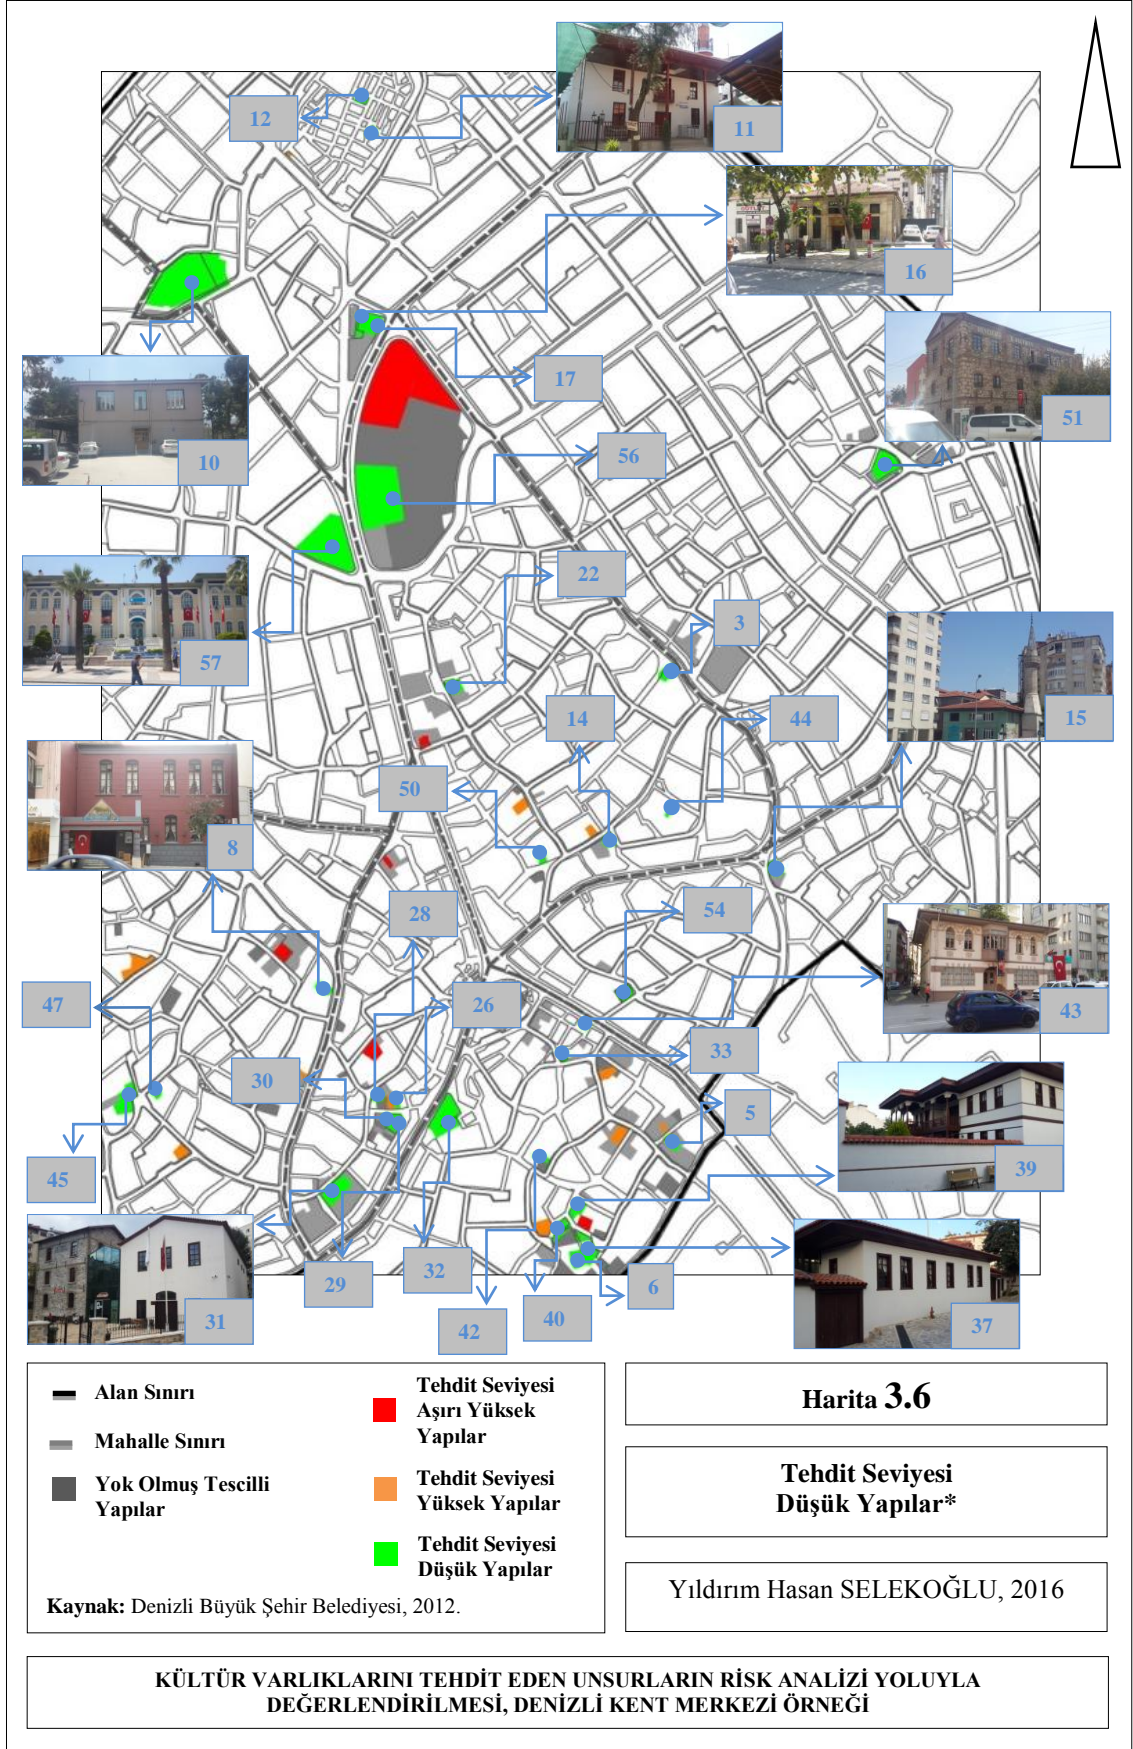 12
11
16
17
51
10
56
22
3
57
15
14
44
50
8
28
54
47
26
43
33
30
5
45
39
31
29
32
6
42
40
37
Alan Sınırı
Mahalle Sınırı
Yok Olmuş Tescilli
Yapılar
Tehdit Seviyesi
Aşırı Yüksek
Yapılar
Tehdit Seviyesi
Yüksek Yapılar
Tehdit Seviyesi
Düşük Yapılar
Kaynak: Denizli Büyük Şehir Belediyesi, 2012.
Harita 3.6
Tehdit Seviyesi
Düşük Yapılar*
Yıldırım Hasan SELEKOĞLU, 2016
KÜLTÜR VARLIKLARINI TEHDİT EDEN UNSURLARIN RİSK ANALİZİ YOLUYLA
DEĞERLENDİRİLMESİ, DENİZLİ KENT MERKEZİ ÖRNEĞİ